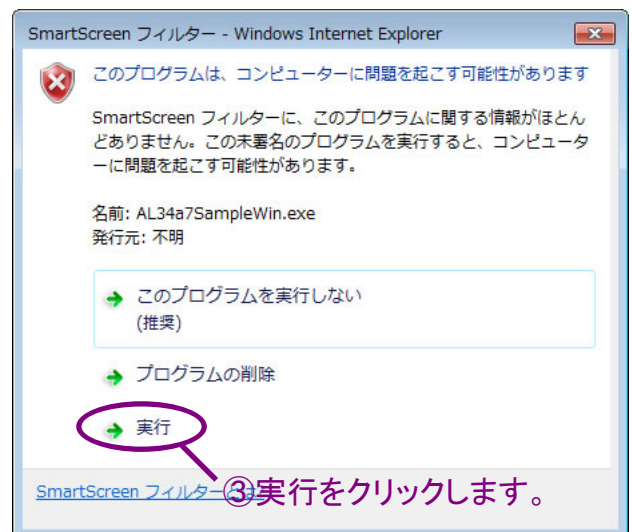 SmartScreen フィルター - Windows Internet Explorer
このプログラムは、コンピューターに問題を起こす可能性があります
SmartScreen フィルターに、このプログラムに関する情報がほとん
どありません。この未署名のプログラムを実行すると、コンピュータ
ーに問題を起こす可能性があります。
名前: AL34a7SampleWin.exe
発行元: 不明
このプログラムを実行しない
(推奨)
プログラムの削除
実行
SmartScreen フィルターとは?
③実行をクリックします。